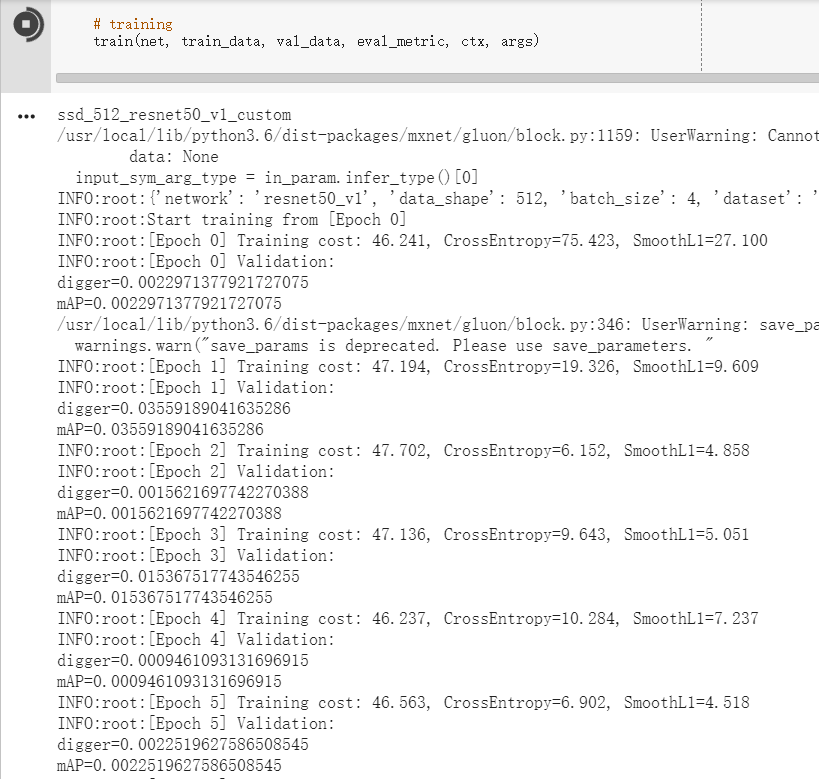 # training
train(net, train_data, val_data, eval_metric, ctx, args)
ssd_512_resnet50_v1_custom
/usr/local/lib/python3.6/dist-packages/mxnet/gluon/block.py:1159: UserWarning: Cannot
data: None
input_sym_arg_type = in_param.infer_type()[0]
INFO:root:{'network': 'resnet50_v1', 'data_shape': 512, 'batch_size': 4, 'dataset': '
INFO:root:Start training from [Epoch 0]
INFO:root:[Epoch 0] Training cost: 46.241, CrossEntropy=75.423, SmoothL1=27.100
INFO:root:[Epoch 0] Validation:
digger=0.0022971377921727075
mAP=0.0022971377921727075
/usr/local/lib/python3.6/dist-packages/mxnet/gluon/block.py:346: UserWarning: save_pa
warnings.warn("save_params is deprecated. Please use save_parameters. "
INFO:root:[Epoch 1] Training cost: 47.194, CrossEntropy=19.326, SmoothL1=9.609
INFO:root:[Epoch 1] Validation:
digger=0.03559189041635286
mAP=0.03559189041635286
INFO:root:[Epoch 2] Training cost: 47.702, CrossEntropy=6.152, SmoothL1=4.858
INFO:root:[Epoch 2] Validation:
digger=0.0015621697742270388
mAP=0.0015621697742270388
INFO:root:[Epoch 3] Training cost: 47.136, CrossEntropy=9.643, SmoothL1=5.051
INFO:root:[Epoch 3] Validation:
digger=0.015367517743546255
mAP=0.015367517743546255
INFO:root:[Epoch 4] Training cost: 46.237, CrossEntropy=10.284, SmoothL1=7.237
INFO:root:[Epoch 4] Validation:
digger=0.0009461093131696915
mAP=0.0009461093131696915
INFO:root:[Epoch 5] Training cost: 46.563, CrossEntropy=6.902, SmoothL1=4.518
INFO:root:[Epoch 5] Validation:
digger=0.0022519627586508545
mAP=0.0022519627586508545